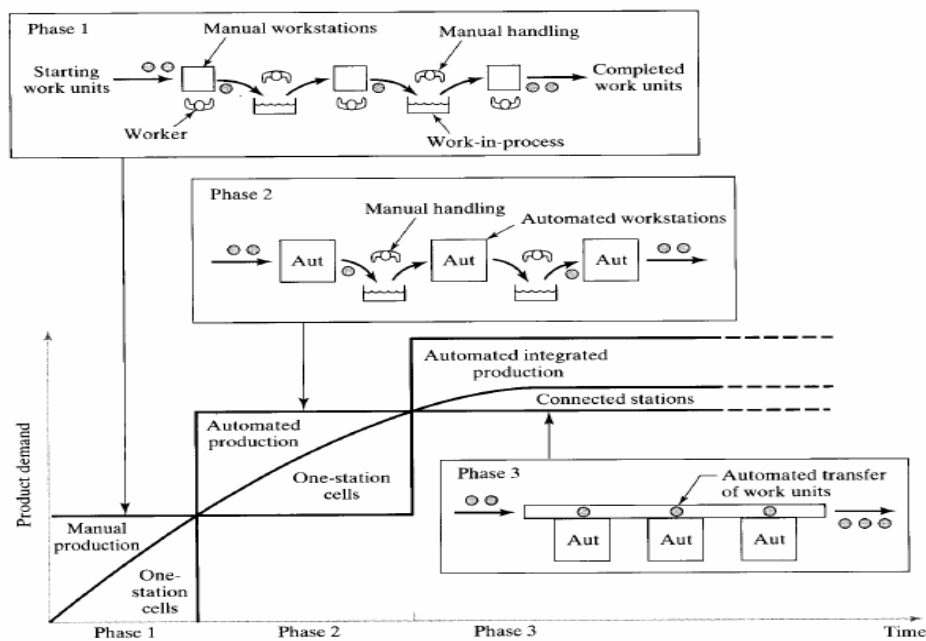 Phase 1
Manual workstations
Manual handling
Starting
work units
Completed
work units
Worker
Work-in-process
Phase 2
Manual handling
Automated workstations
Aut
Aut
Aut
Automated integrated
production
Connected stations
Automated
production
One-station
cells
Product demand
Manual
production
One-
station
cells
Phase 3
Automated transfer
of work units
Aut
Aut
Aut
Phase 1
Phase 2
Phase 3
Time